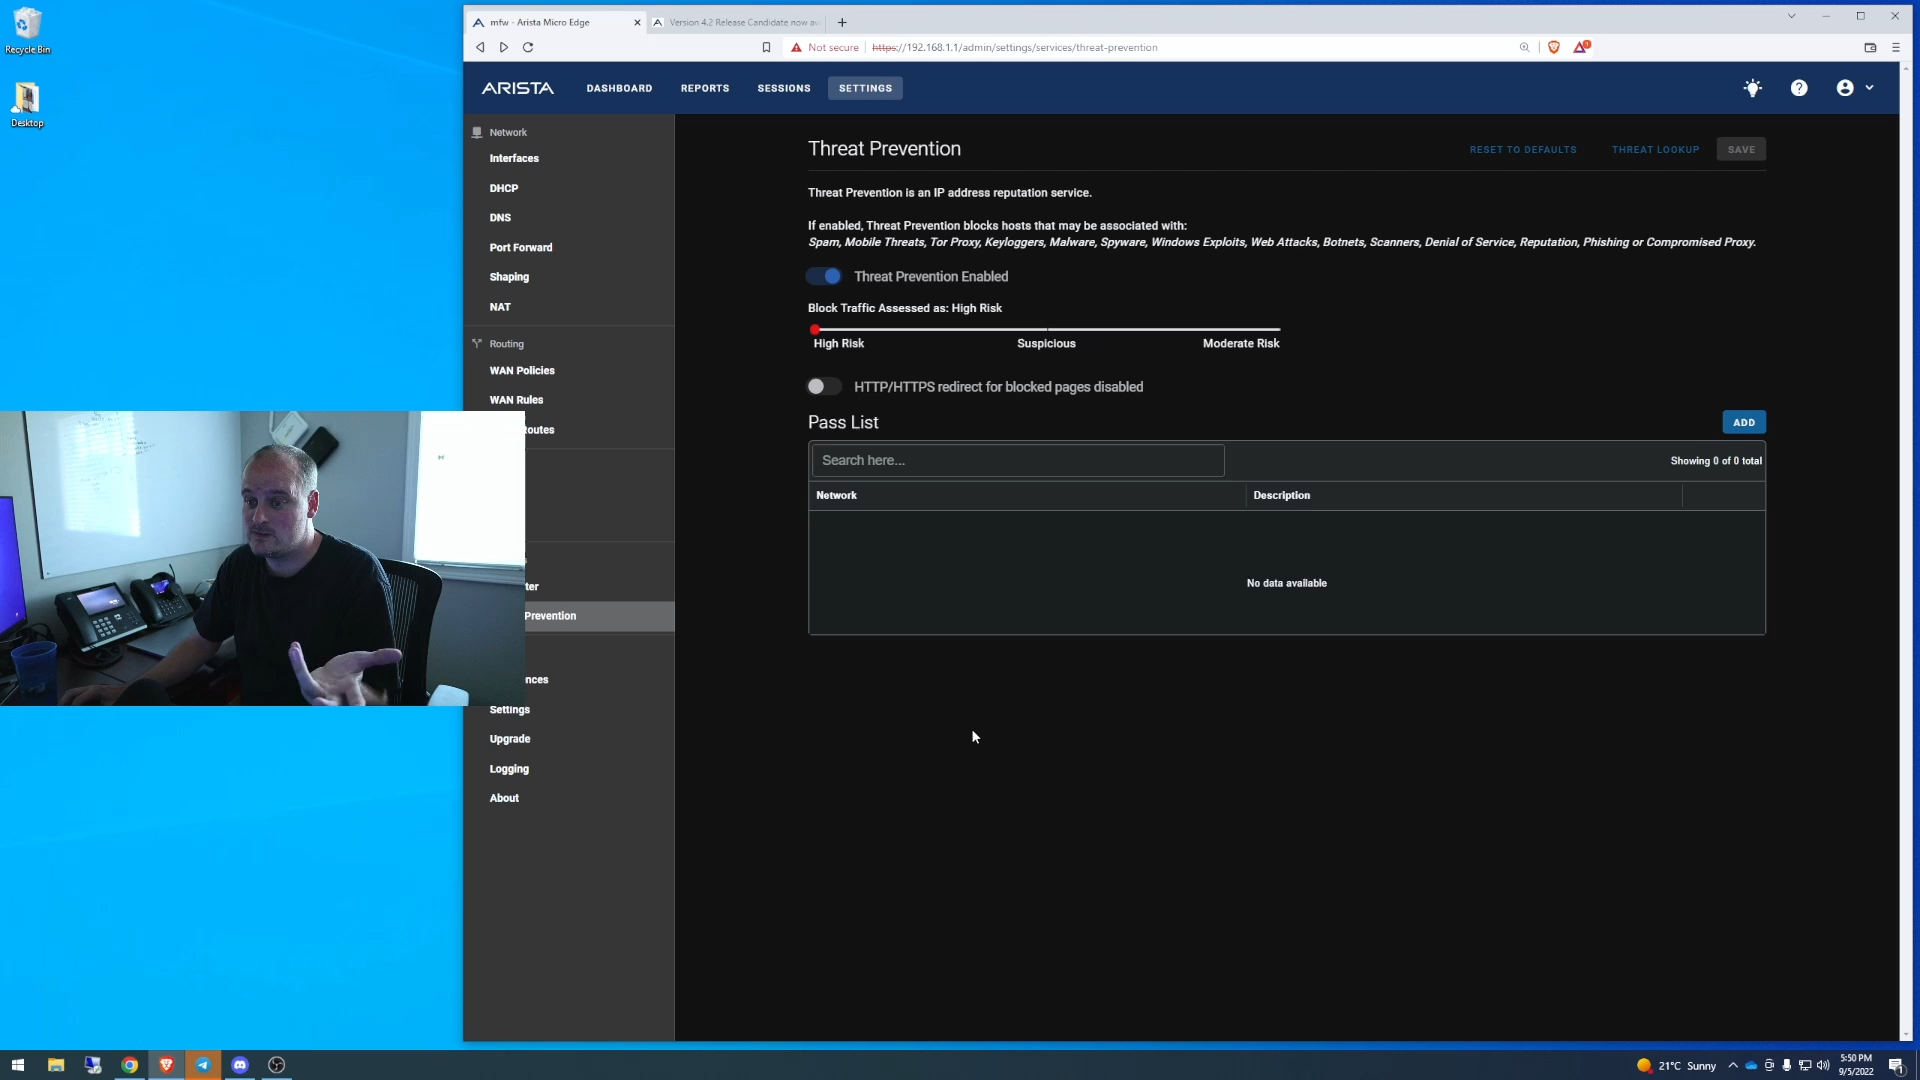 Recycle Bin
Desktop
mfw - Arista Micro Edge
Version 4.2 Release Candidate now av
Not secure
https://192.168.1.1/admin/settings/services/threat-prevention
ARISTA
DASHBOARD
REPORTS
SESSIONS
SETTINGS
Network
Interfaces
DHCP
DNS
Port Forward
Shaping
NAT
Routing
WAN Policies
WAN Rules
outes
ter
Prevention
nces
Settings
Upgrade
Logging
About
Threat Prevention
RESET TO DEFAULTS
THREAT LOOKUP
SAVE
Threat Prevention is an IP address reputation service.
If enabled, Threat Prevention blocks hosts that may be associated with:
Spam, Mobile Threats, Tor Proxy, Keyloggers, Malware, Spyware, Windows Exploits, Web Attacks, Botnets, Scanners, Denial of Service, Reputation, Phishing or Compromised Proxy.
Threat Prevention Enabled
Block Traffic Assessed as: High Risk
High Risk
Suspicious
Moderate Risk
HTTP/HTTPS redirect for blocked pages disabled
Pass List
ADD
Search here...
Showing 0 of 0 total
Network
Description
No data available
21°C Sunny
5:50 PM
9/5/2022